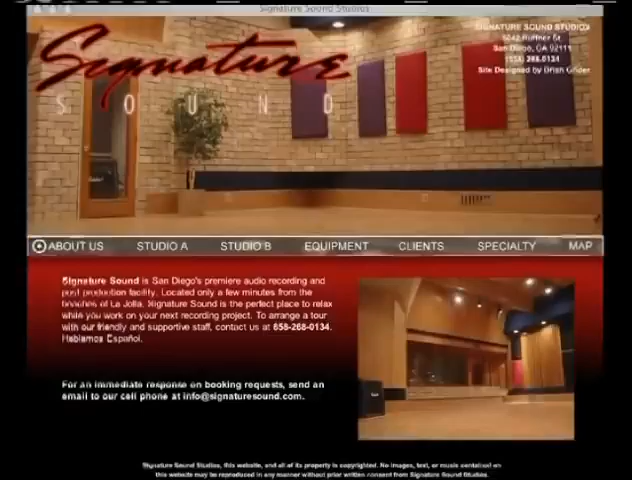 Signature Sound Studios
Signature
SOUND
SIGNATURE SOUND STUDIOS
5042 Ruffner St.
San Diego, CA 92111
Site Designed by Brian Grider
ABOUT US
STUDIO A
STUDIO B
EQUIPMENT
CLIENTS
SPECIALTY
MAP
Signature Sound is San Diego's premiere audio recording and
post production facility. Located only a few minutes from the
beaches of La Jolla, Signature Sound is the perfect place to relax
while you work on your next recording project. To arrange a tour
with our friendly and supportive staff, contact us at 858-268-0134.
Hablamos Español.
For an immediate response on booking requests, send an
email to our cell phone at info@signaturesound.com.
Signature Sound Studios, this website, and all of its property is copyrighted. No images, text, or music contained on
this website may be reproduced in any manner without prior written consent from Signature Sound Studios.